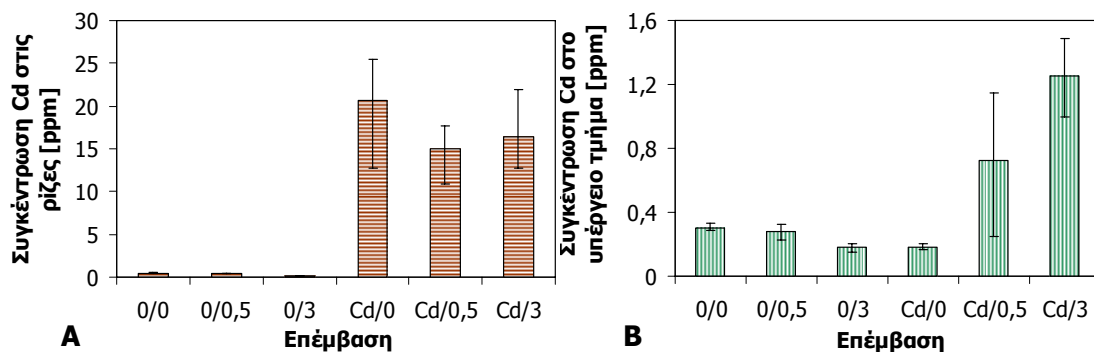 Συγκέντρωση Cd στις
ρίζες [ppm]
30
25
20
15
10
5
0
0/0 0/0,5 0/3 Cd/0 Cd/0,5 Cd/3
Επέμβαση
A
Συγκέντρωση Cd στο
υπέργειο τμήμα [ppm]
1,6
1,2
0,8
0,4
0
0/0 0/0,5 0/3 Cd/0 Cd/0,5 Cd/3
Επέμβαση
B